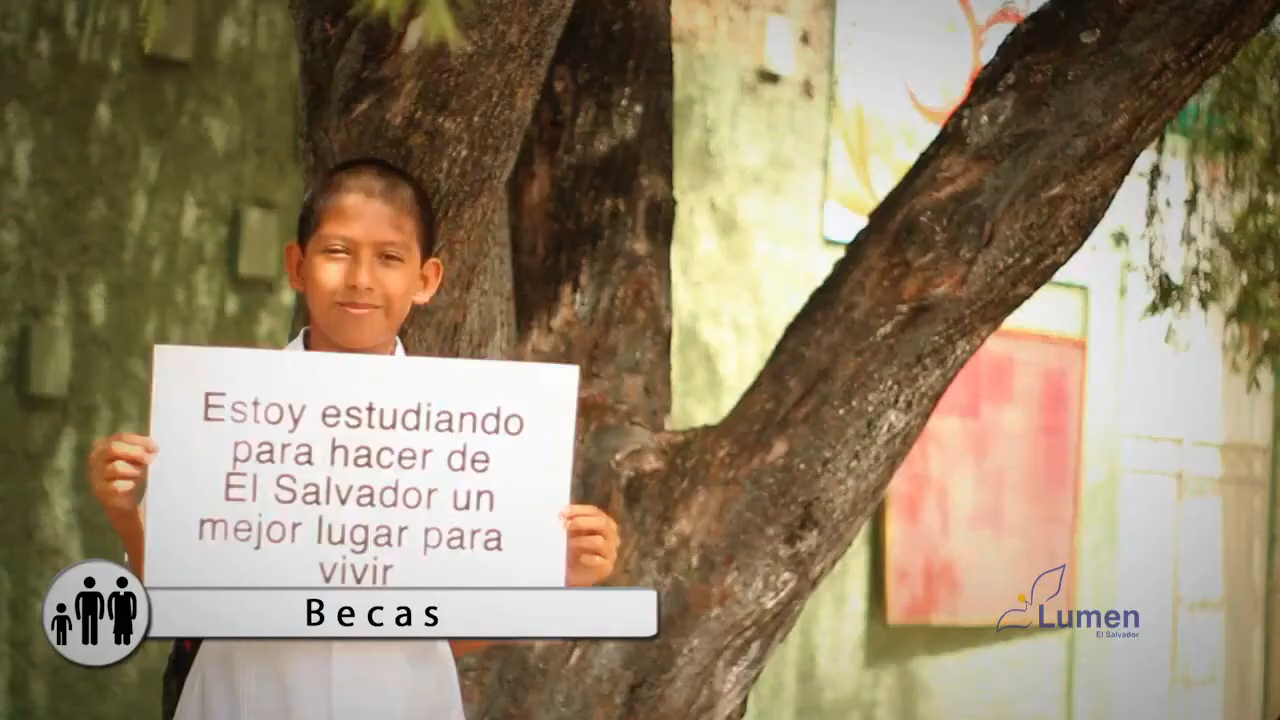 Estoy estudiando
para hacer de
El Salvador un
mejor lugar para
vivir
Becas
Lumen
El Salvador